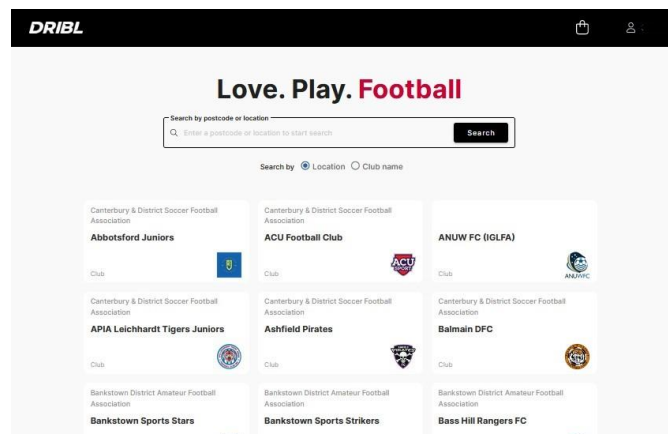 DRIBL
Love. Play. Football
Search by postcode or location
Enter a postcode or location to start search
Search
Search by Location Club name
Canterbury & District Soccer Football
Association
Abbotsford Juniors
Club
Canterbury & District Soccer Football
Association
ACU Football Club
Club
ACU
SPORT
ANUW FC (IGLFA)
Club
ANUWFC
Canterbury & District Soccer Football
Association
APIA Leichhardt Tigers Juniors
Club
Canterbury & District Soccer Football
Association
Ashfield Pirates
Club
PIRATES
Canterbury & District Soccer Football
Association
Balmain DFC
Club
Bankstown District Amateur Football
Association
Bankstown Sports Stars
Bankstown District Amateur Football
Association
Bankstown Sports Strikers
Bankstown District Amateur Football
Association
Bass Hill Rangers FC